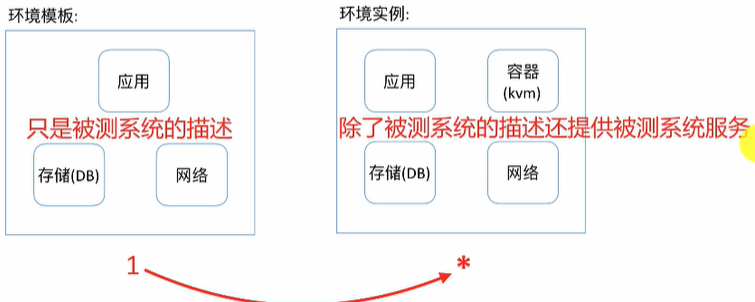 环境模板:
环境实例:
应用
应用
容器
(kvm)
只是被测系统的描述
除了被测系统的描述还提供被测系统服务
存储(DB)
网络
存储(DB)
网络
1
*